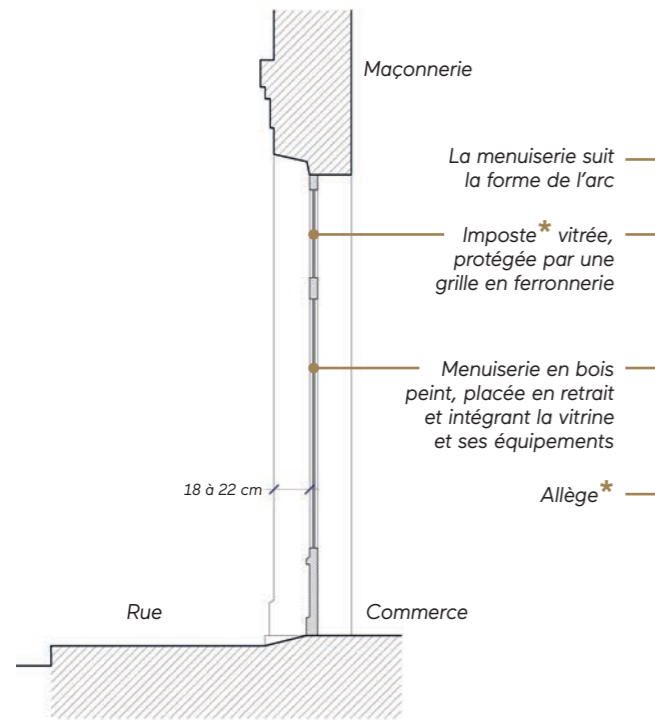 Maçonnerie
La menuiserie suit
la forme de l'arc
Imposte* vitrée,
protégée par une
grille en ferronnerie
Menuiserie en bois
peint, placée en retrait
et intégrant la vitrine
et ses équipements
18 à 22 cm
Allège*
Rue
Commerce